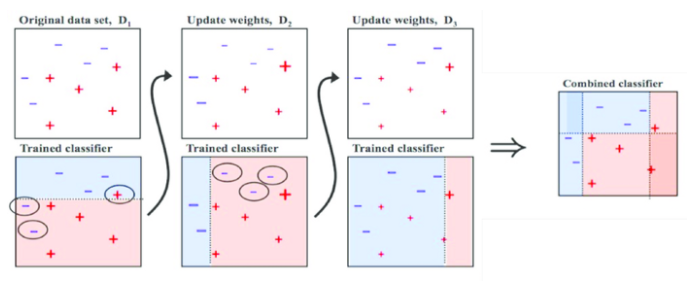 Original data set, D₁
Update weights, D₂
Update weights, D₃
Combined classifier
Trained classifier
Trained classifier
Trained classifier